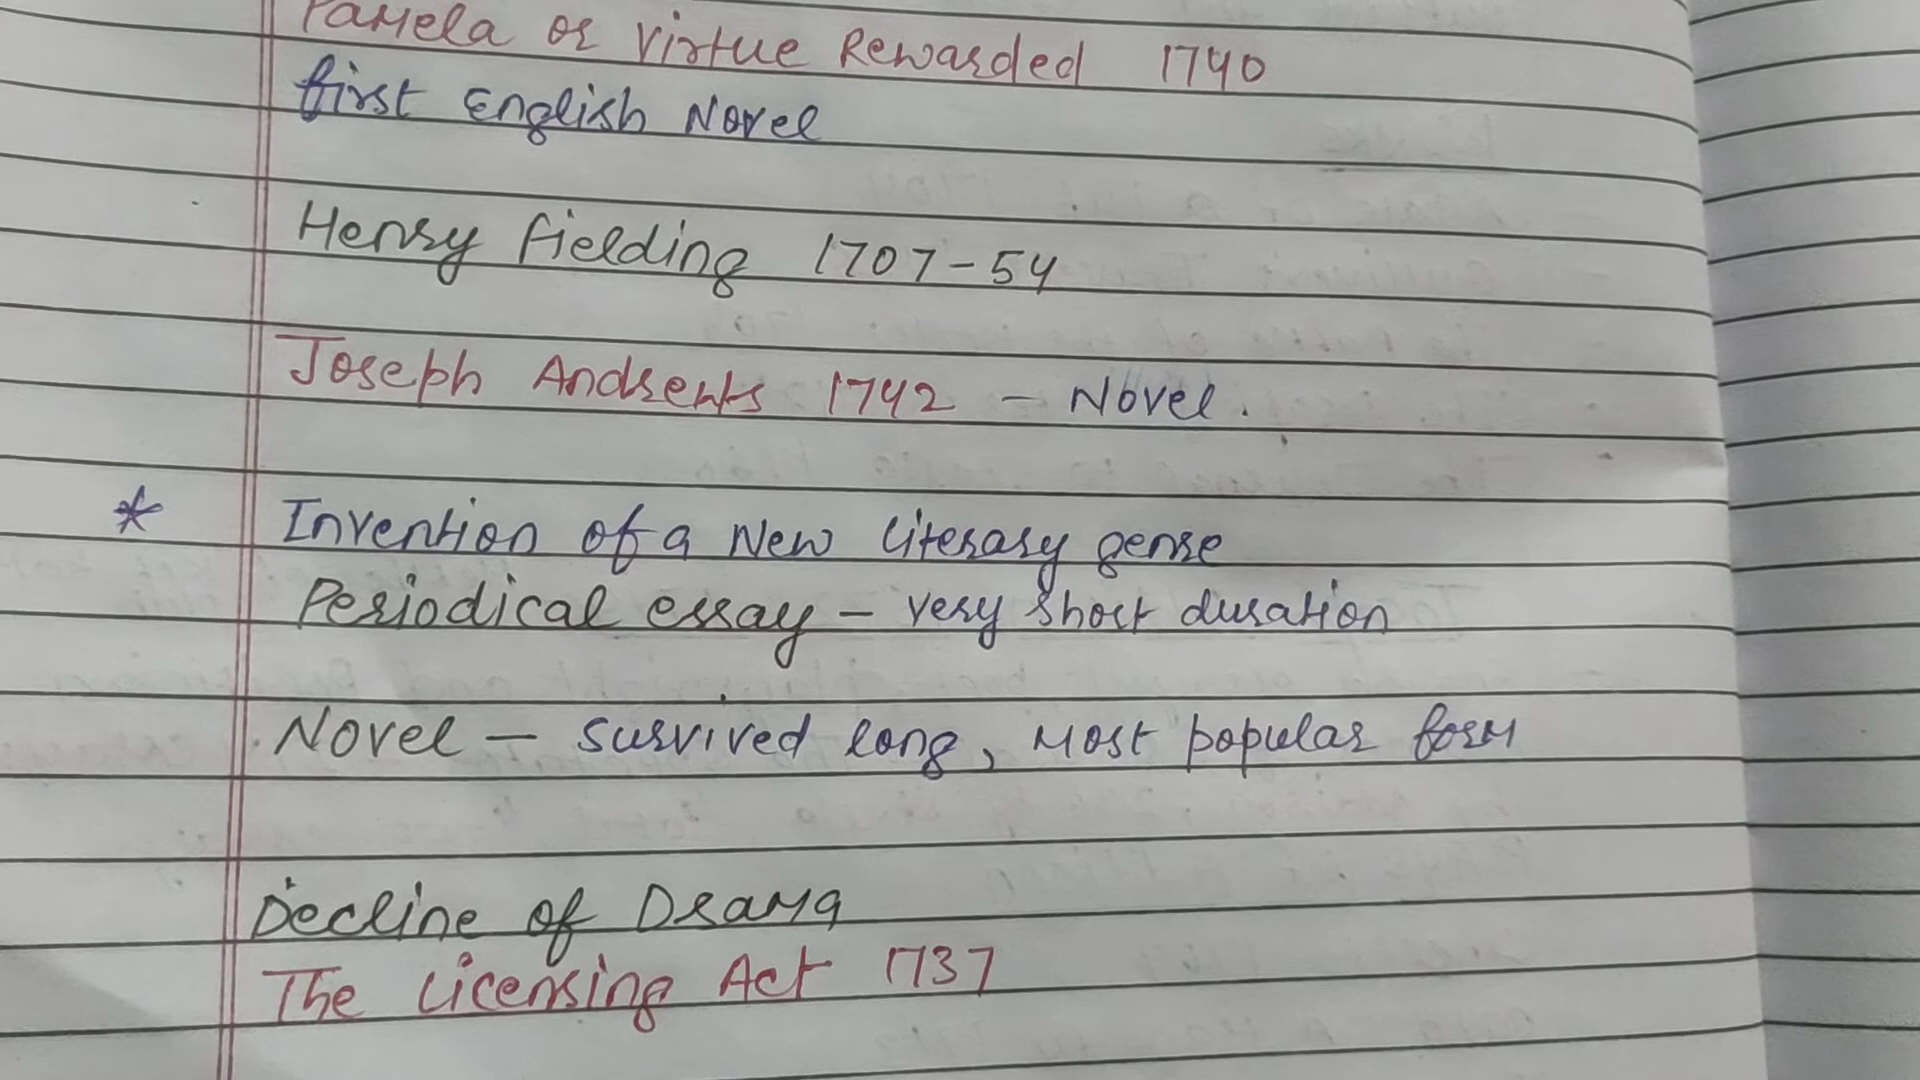 Pamela or Virtue Rewarded 1740
first English Novel
Henry Fielding 1707-54
Joseph Andrews 1742 - Novel.
* Invention of a New literary genre
Periodical essay - very short duration
Novel - survived long, most popular form
Decline of Drama
The Licensing Act 1737